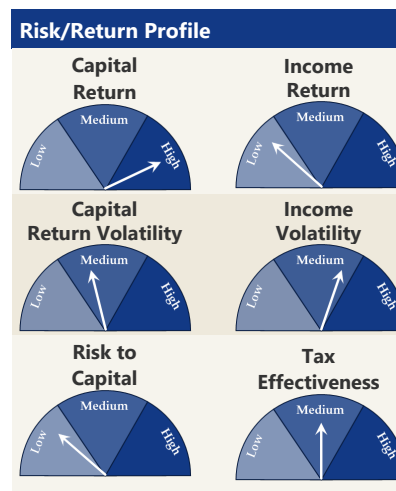 Risk/Return Profile
Capital
Return
Low
Medium
High
Income
Return
Low
Medium
High
Capital
Return Volatility
Low
Medium
High
Income
Volatility
Low
Medium
High
Risk to
Capital
Low
Medium
High
Tax
Effectiveness
Low
Medium
High